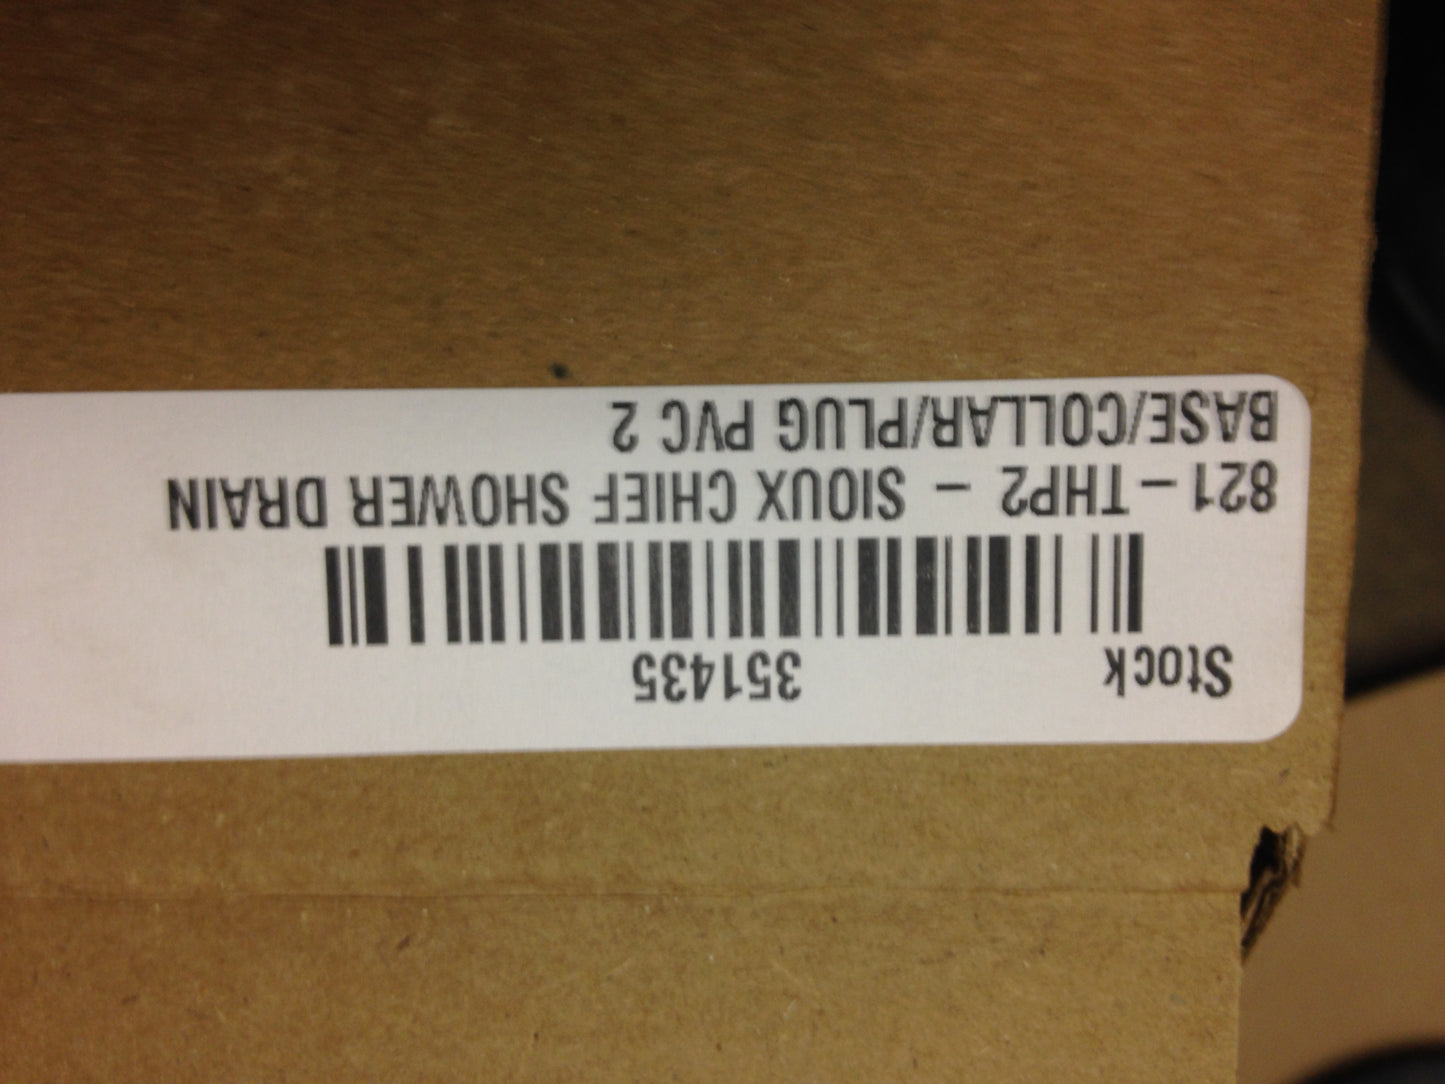 Stock 351435
821 - THP2 - SIOUX CHIEF SHOWER DRAIN
BASE/COLLAR/PLUG PVC 2